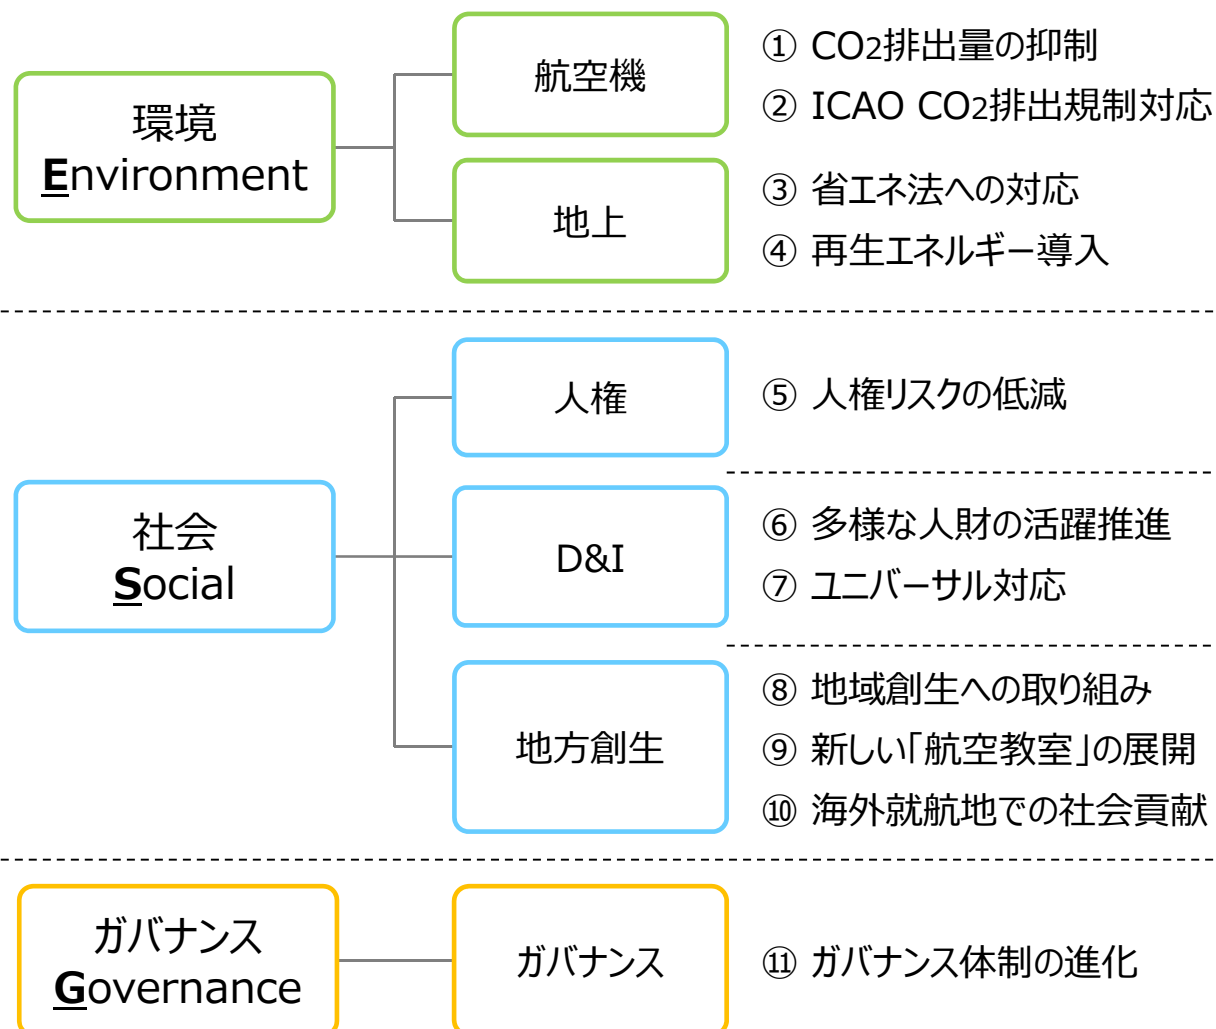 環境
Environment
航空機
① CO2排出量の抑制
② ICAO CO2排出規制対応
地上
③ 省エネ法への対応
④ 再生エネルギー導入
社会
Social
人権
⑤ 人権リスクの低減
D&I
⑥ 多様な人財の活躍推進
⑦ ユニバーサル対応
地方創生
⑧ 地域創生への取り組み
⑨ 新しい「航空教室」の展開
⑩ 海外就航地での社会貢献
ガバナンス
Governance
ガバナンス
⑪ ガバナンス体制の進化